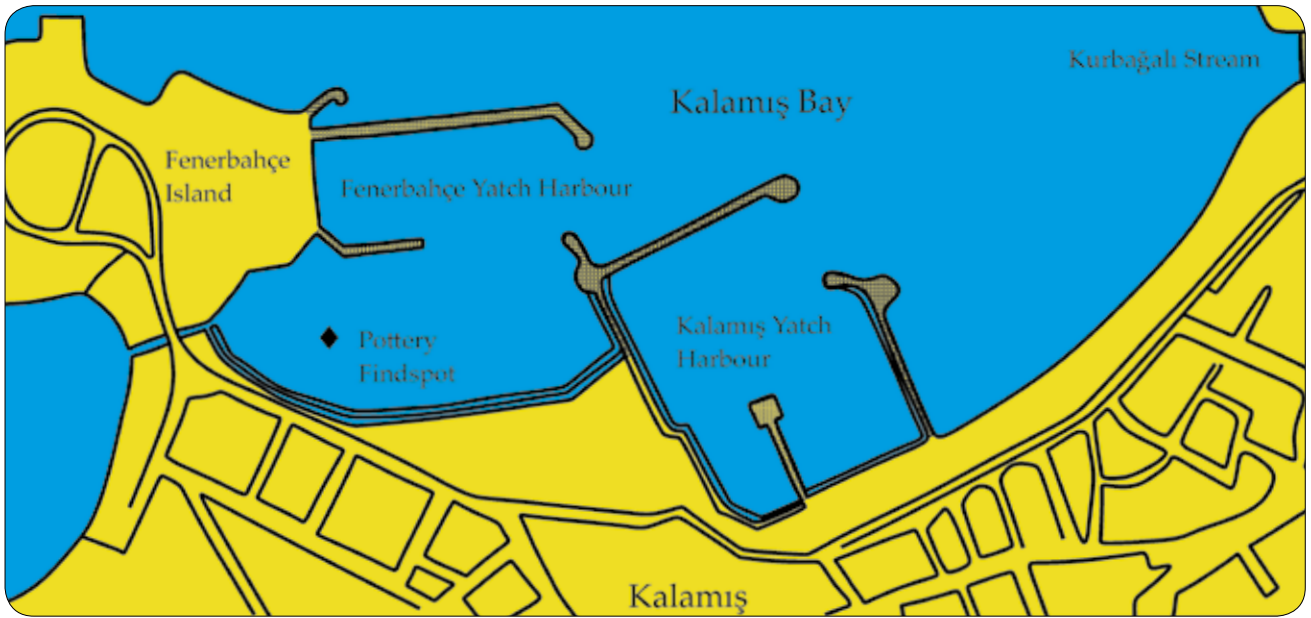 Kurbağalı Stream
Kalamış Bay
Fenerbahçe
Island
Fenerbahçe Yatch Harbour
Kalamış Yatch
Harbour
Pottery
Findspot
Kalamış